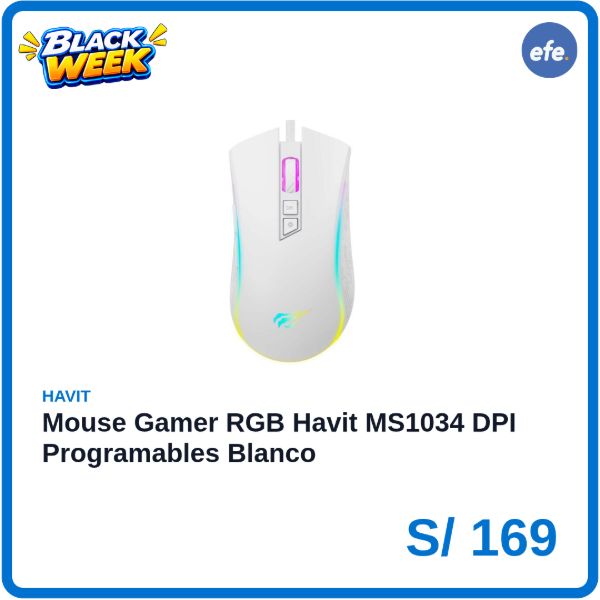 BLACK
WEEK
efe.
HAVIT
Mouse Gamer RGB Havit MS1034 DPI
Programables Blanco
S/ 169